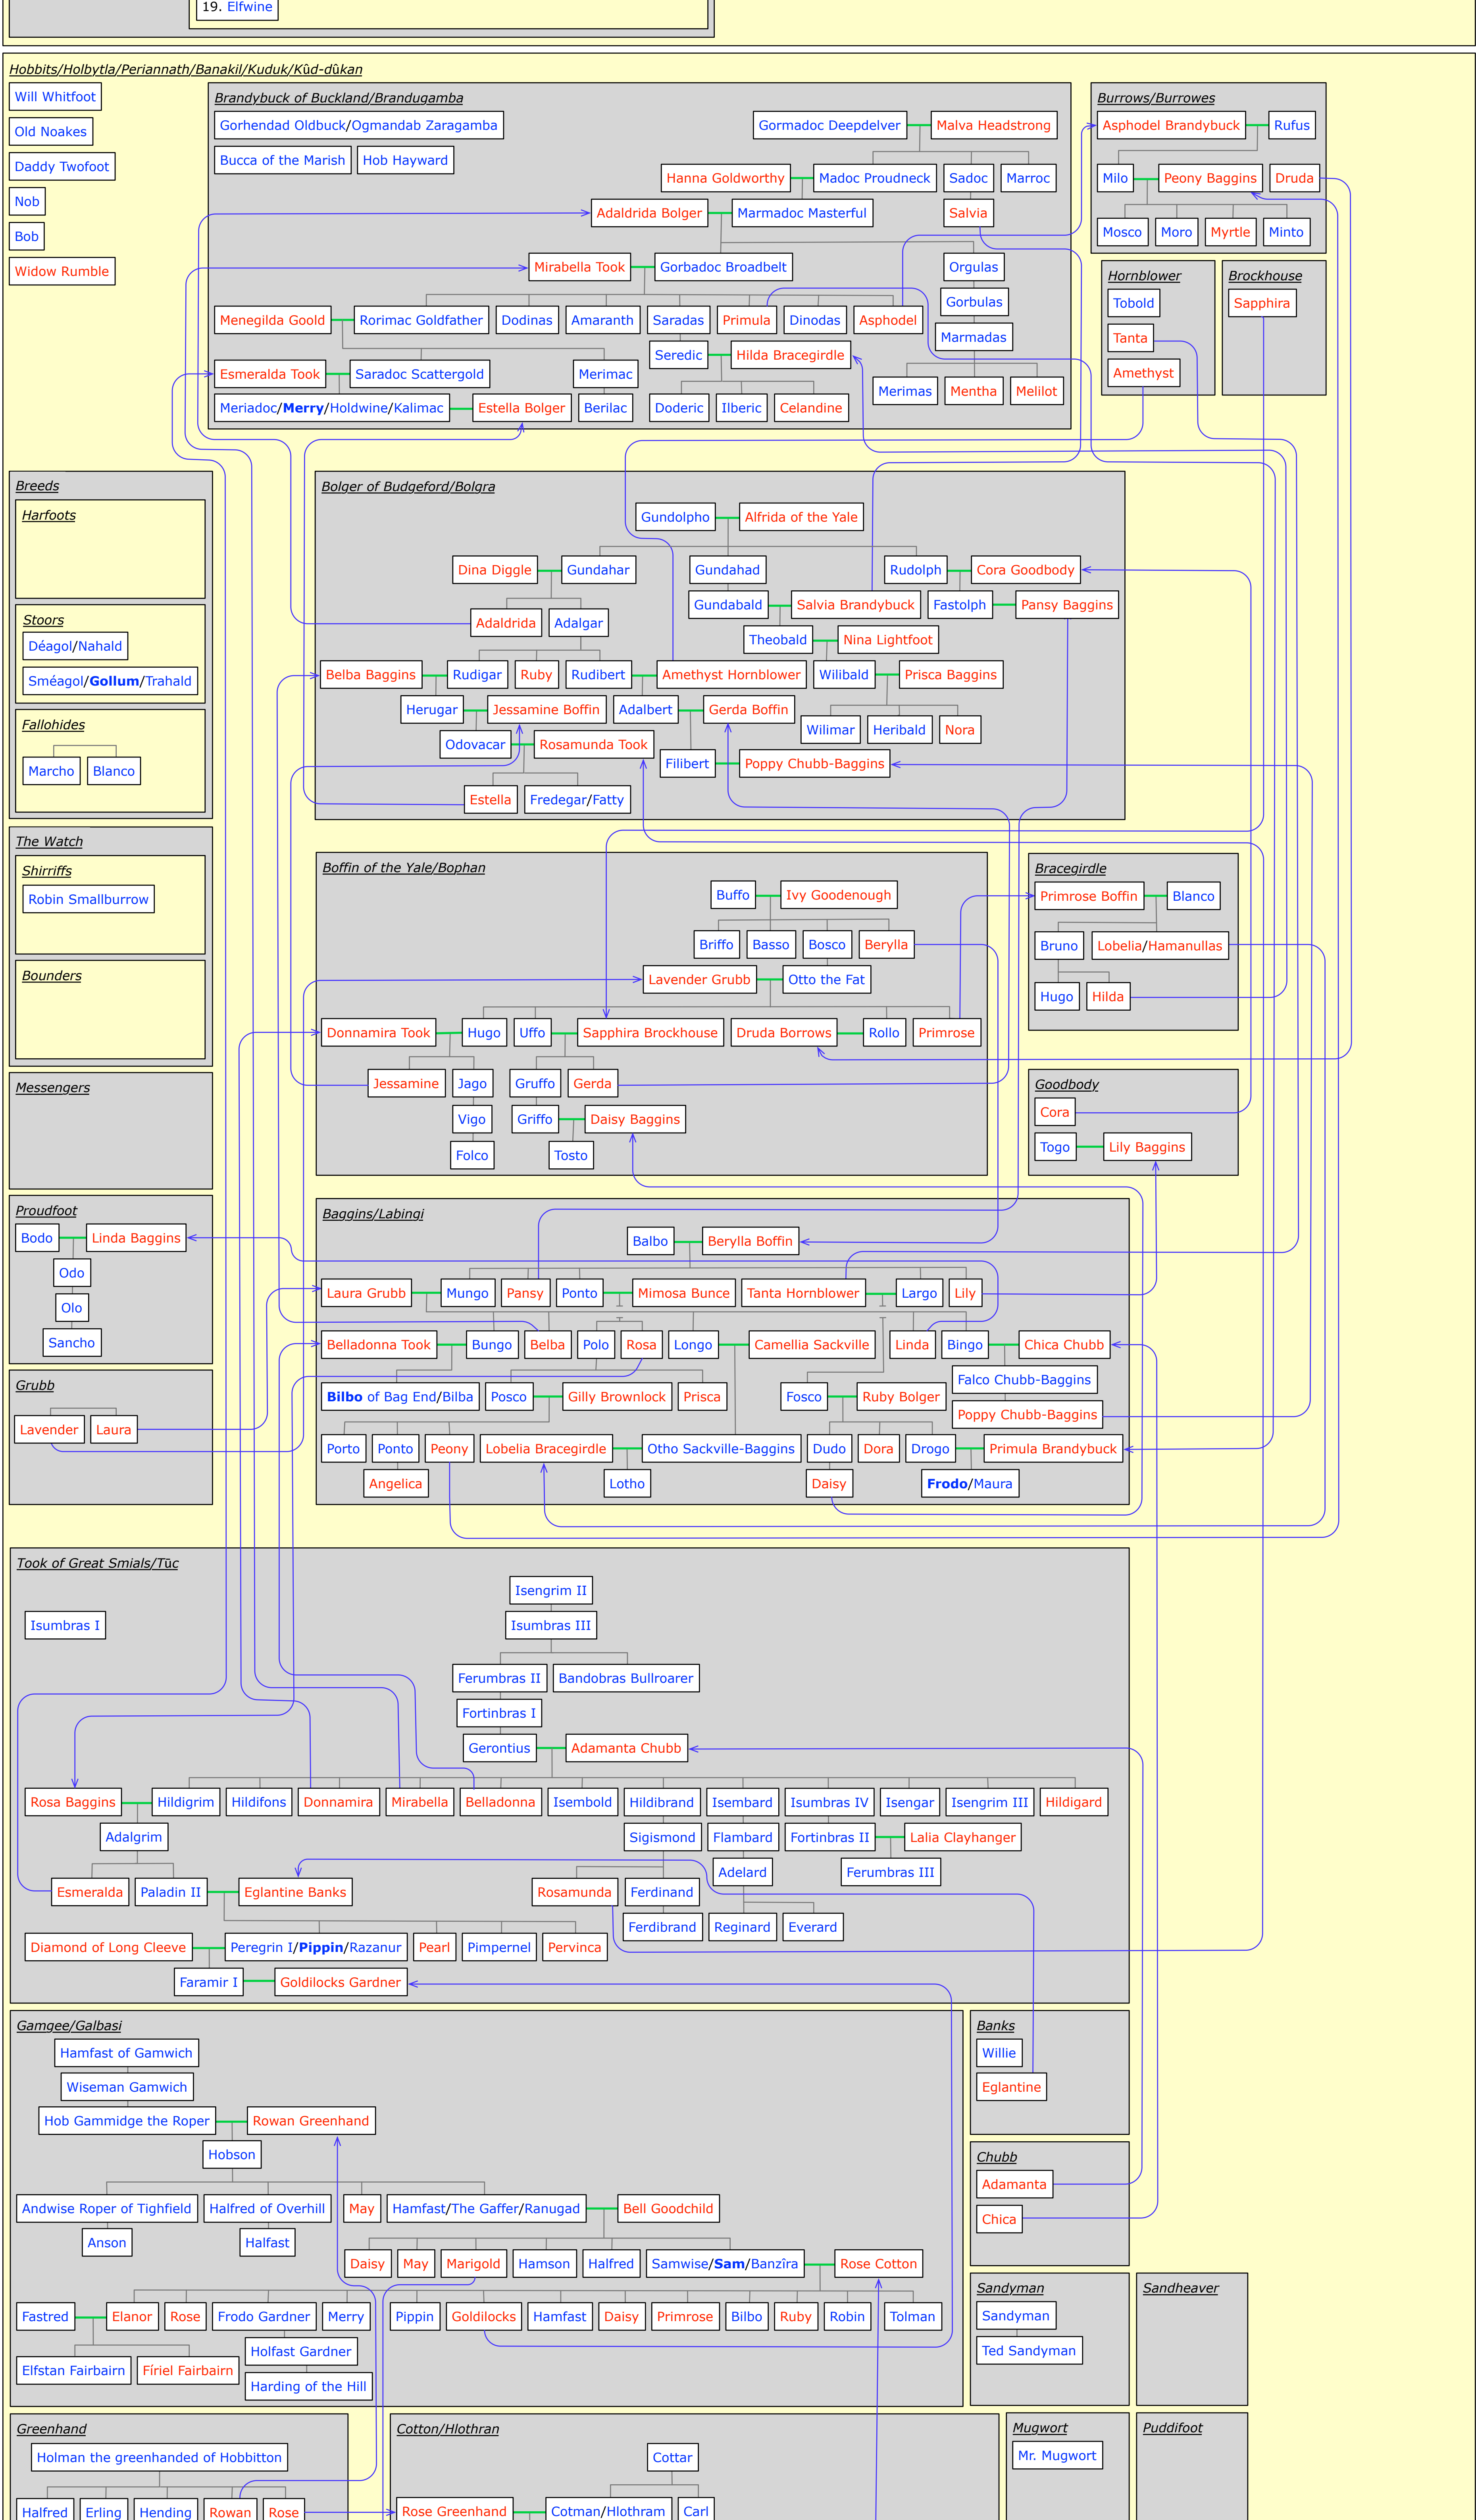 19. Elfwine
Hobbits/Holbytla/Periannath/Banakil/Kuduk/Kûd-dûkan
Will Whitfoot
Old Noakes
Daddy Twofoot
Nob
Bob
Widow Rumble
Brandybuck of Buckland/Brandugamba
Gorhendad Oldbuck/Ogmandab Zaragamba
Gormadoc Deepdelver
Malva Headstrong
Bucca of the Marish
Hob Hayward
Hanna Goldworthy
Madoc Proudneck
Sadoc
Marroc
Adaldrida Bolger
Marmadoc Masterful
Salvia
Mirabella Took
Gorbadoc Broadbelt
Orgulas
Gorbulas
Menegilda Goold
Rorimac Goldfather
Dodinas
Amaranth
Saradas
Primula
Dinodas
Asphodel
Marmadas
Seredic
Hilda Bracegirdle
Esmeralda Took
Saradoc Scattergold
Merimac
Merimas
Mentha
Melilot
Meriadoc/Merry/Holdwine/Kalimac
Estella Bolger
Berilac
Doderic
Ilberic
Celandine
Burrows/Burrowes
Asphodel Brandybuck
Rufus
Milo
Peony Baggins
Druda
Mosco
Moro
Myrtle
Minto
Hornblower
Tobold
Tanta
Amethyst
Brockhouse
Sapphira
Breeds
Harfoots
Stoors
Déagol/Nahald
Sméagol/Gollum/Trahald
Fallohides
Marcho
Blanco
Bolger of Budgeford/Bolgra
Gundolpho
Alfrida of the Yale
Dina Diggle
Gundahar
Gundahad
Rudolph
Cora Goodbody
Gundabald
Salvia Brandybuck
Fastolph
Pansy Baggins
Adaldrida
Adalgar
Theobald
Nina Lightfoot
Belba Baggins
Rudigar
Ruby
Rudibert
Amethyst Hornblower
Wilibald
Prisca Baggins
Herugar
Jessamine Boffin
Adalbert
Gerda Boffin
Wilimar
Heribald
Nora
Odovacar
Rosamunda Took
Filibert
Poppy Chubb-Baggins
Estella
Fredegar/Fatty
The Watch
Shirriffs
Robin Smallburrow
Bounders
Messengers
Boffin of the Yale/Bophan
Buffo
Ivy Goodenough
Briffo
Basso
Bosco
Berylla
Lavender Grubb
Otto the Fat
Donnamira Took
Hugo
Uffo
Sapphira Brockhouse
Druda Borrows
Rollo
Primrose
Jessamine
Jago
Gruffo
Gerda
Vigo
Griffo
Daisy Baggins
Folco
Tosto
Bracegirdle
Primrose Boffin
Blanco
Bruno
Lobelia/Hamanullas
Hugo
Hilda
Goodbody
Cora
Togo
Lily Baggins
Proudfoot
Bodo
Linda Baggins
Odo
Olo
Sancho
Grubb
Lavender
Laura
Baggins/Labingi
Balbo
Berylla Boffin
Laura Grubb
Mungo
Pansy
Ponto
Mimosa Bunce
Tanta Hornblower
Largo
Lily
Belladonna Took
Bungo
Belba
Polo
Rosa
Longo
Camellia Sackville
Linda
Bingo
Chica Chubb
Falco Chubb-Baggins
Bilbo of Bag End/Bilba
Posco
Gilly Brownlock
Prisca
Fosco
Ruby Bolger
Poppy Chubb-Baggins
Porto
Ponto
Peony
Lobelia Bracegirdle
Otho Sackville-Baggins
Dudo
Dora
Drogo
Primula Brandybuck
Angelica
Lotho
Daisy
Frodo/Maura
Took of Great Smials/Tūc
Isengrim II
Isumbras I
Isumbras III
Ferumbras II
Bandobras Bullroarer
Fortinbras I
Gerontius
Adamanta Chubb
Rosa Baggins
Hildigrim
Hildifons
Donnamira
Mirabella
Belladonna
Isembold
Hildibrand
Isembard
Isumbras IV
Isengar
Isengrim III
Hildigard
Adalgrim
Sigismond
Flambard
Fortinbras II
Lalia Clayhanger
Adelard
Ferumbras III
Esmeralda
Paladin II
Eglantine Banks
Rosamunda
Ferdinand
Ferdibrand
Reginard
Everard
Diamond of Long Cleeve
Peregrin I/Pippin/Razanur
Pearl
Pimpernel
Pervinca
Faramir I
Goldilocks Gardner
Gamgee/Galbasi
Hamfast of Gamwich
Wiseman Gamwich
Hob Gammidge the Roper
Rowan Greenhand
Hobson
Andwise Roper of Tighfield
Halfred of Overhill
May
Hamfast/The Gaffer/Ranugad
Bell Goodchild
Anson
Halfast
Daisy
May
Marigold
Hamson
Halfred
Samwise/Sam/Banzîra
Rose Cotton
Fastred
Elanor
Rose
Frodo Gardner
Merry
Pippin
Goldilocks
Hamfast
Daisy
Primrose
Bilbo
Ruby
Robin
Tolman
Holfast Gardner
Elfstan Fairbairn
Fíriel Fairbairn
Harding of the Hill
Banks
Willie
Eglantine
Chubb
Adamanta
Chica
Sandyman
Sandyman
Ted Sandyman
Sandheaver
Greenhand
Holman the greenhanded of Hobbitton
Halfred
Erling
Hending
Rowan
Rose
Cotton/Hlothran
Cottar
Rose Greenhand
Cotman/Hlothram
Carl
Mugwort
Mr. Mugwort
Puddifoot